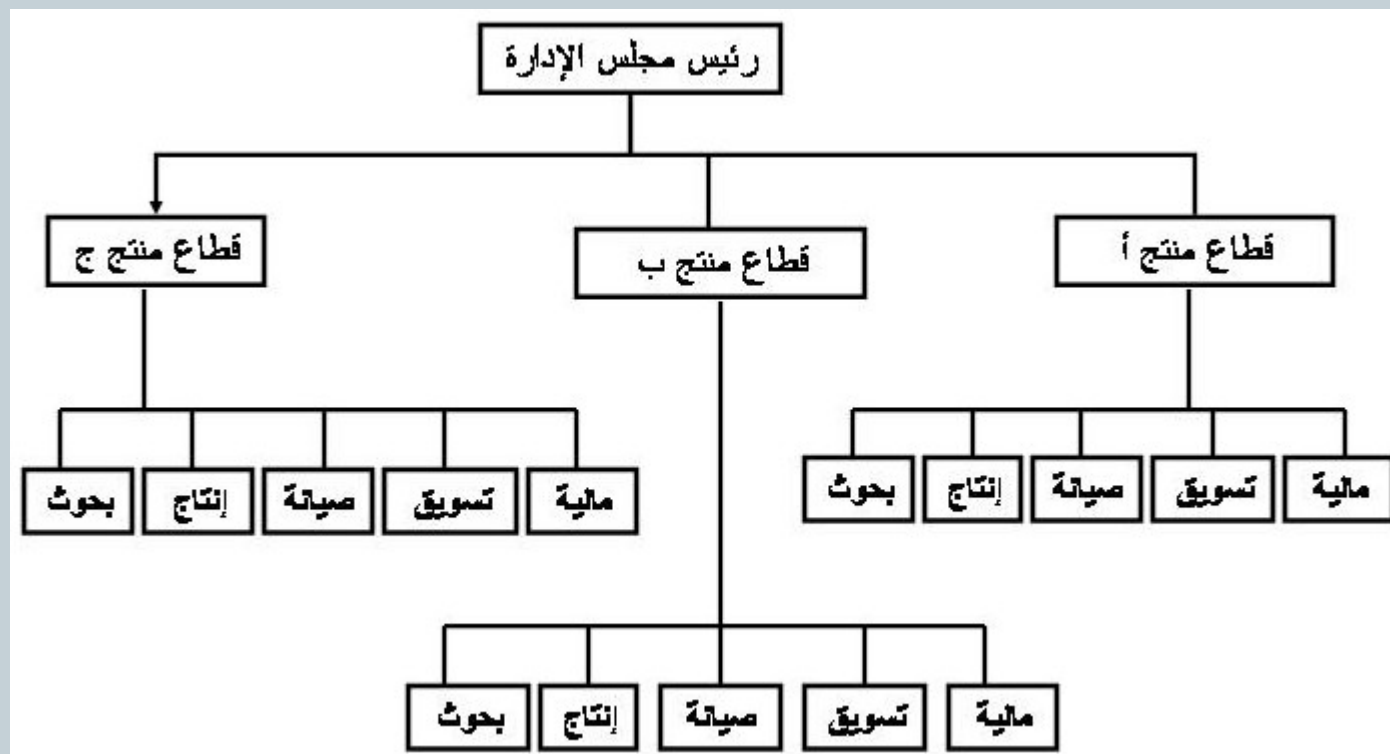 رئيس مجلس الإدارة
قطاع منتج أ
قطاع منتج ب
قطاع منتج ج
مالية
تسويق
صيانة
إنتاج
بحوث
مالية
تسويق
صيانة
إنتاج
بحوث
مالية
تسويق
صيانة
إنتاج
بحوث